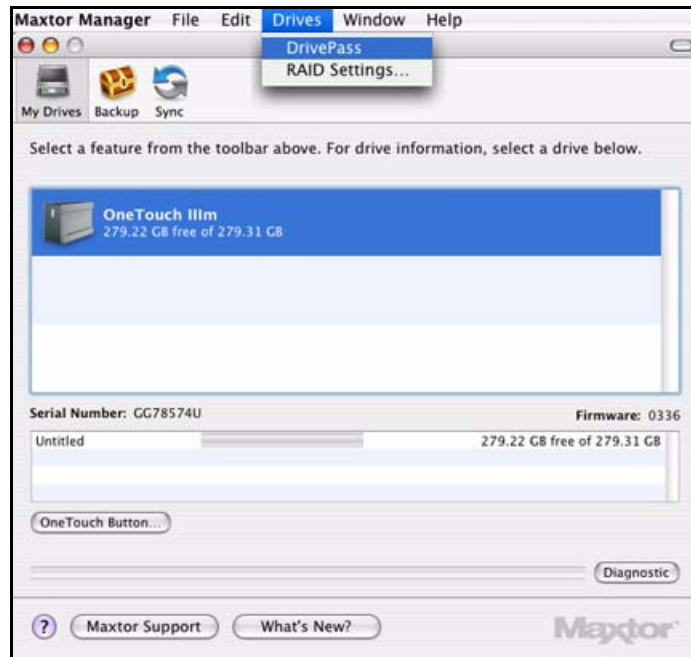 Maxtor Manager File Edit Drives Window Help
DrivePass
RAID Settings...
My Drives Backup Sync
Select a feature from the toolbar above. For drive information, select a drive below.
OneTouch IIIm
279.22 GB free of 279.31 GB
Serial Number: GG78574U Firmware: 0336
Untitled 279.22 GB free of 279.31 GB
OneTouch Button...
Diagnostic
? Maxtor Support What's New? Maxtor